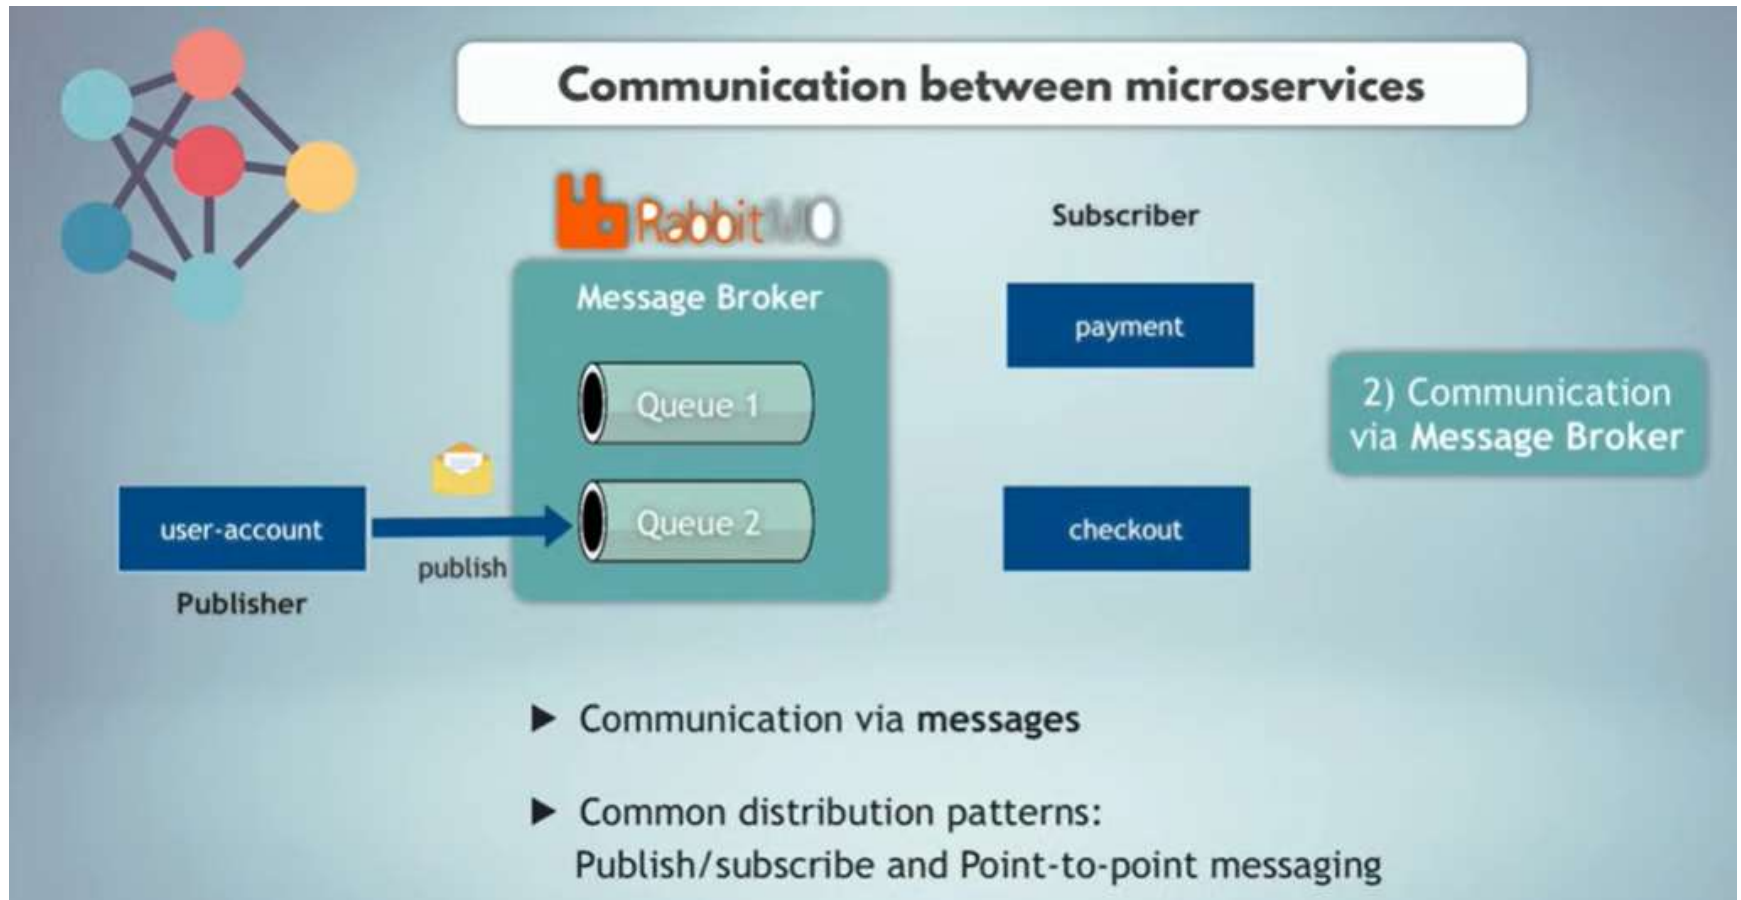 Communication between microservices
RabbitMQ
Subscriber
Message Broker
payment
Queue 1
2) Communication
via Message Broker
Queue 2
user-account
checkout
publish
Publisher
Communication via messages
Common distribution patterns:
Publish/subscribe and Point-to-point messaging